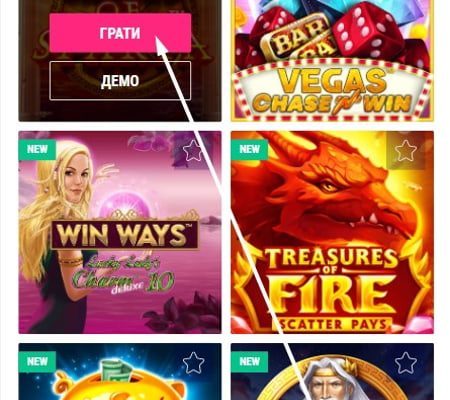 ГРАТИ
ДЕМО
BAR
VEGAS
CHASE 'N' WIN
NEW
NEW
WIN WAYS™
Lucky Lady's
Charm deluxe 10
TREASURES
OF
FIRE
SCATTER PAYS
NEW
NEW